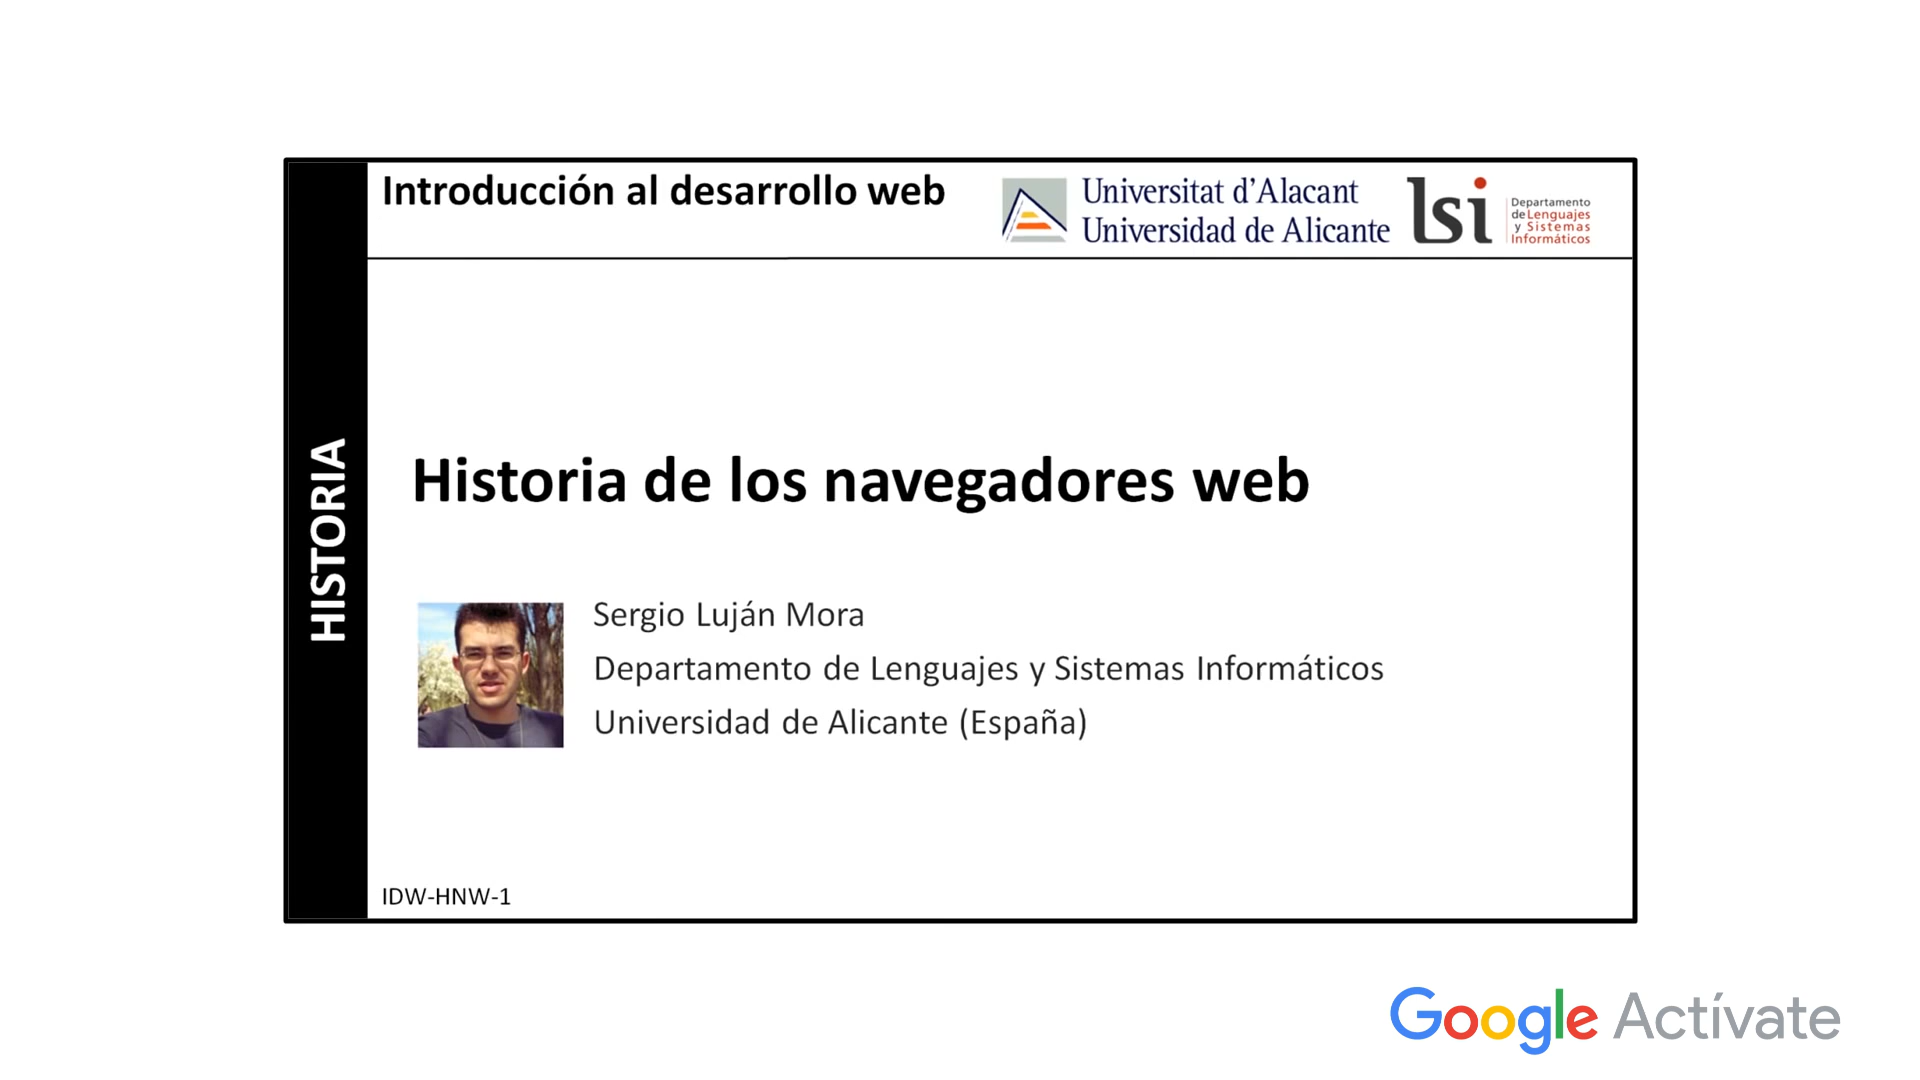 Introducción al desarrollo web
Universitat d'Alacant
Universidad de Alicante
lsi
Departamento
de Lenguajes
y Sistemas
Informáticos
HISTORIA
Historia de los navegadores web
Sergio Luján Mora
Departamento de Lenguajes y Sistemas Informáticos
Universidad de Alicante (España)
IDW-HNW-1
Google Actívate